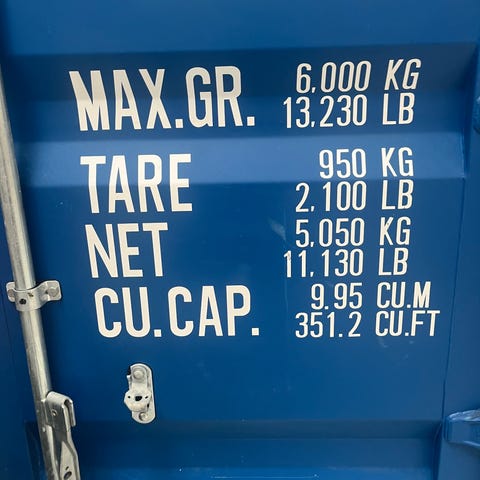 MAX.GR. 6,000 KG
13,230 LB
TARE 950 KG
2,100 LB
NET 5,050 KG
11,130 LB
CU.CAP. 9.95 CU.M
351.2 CU.FT